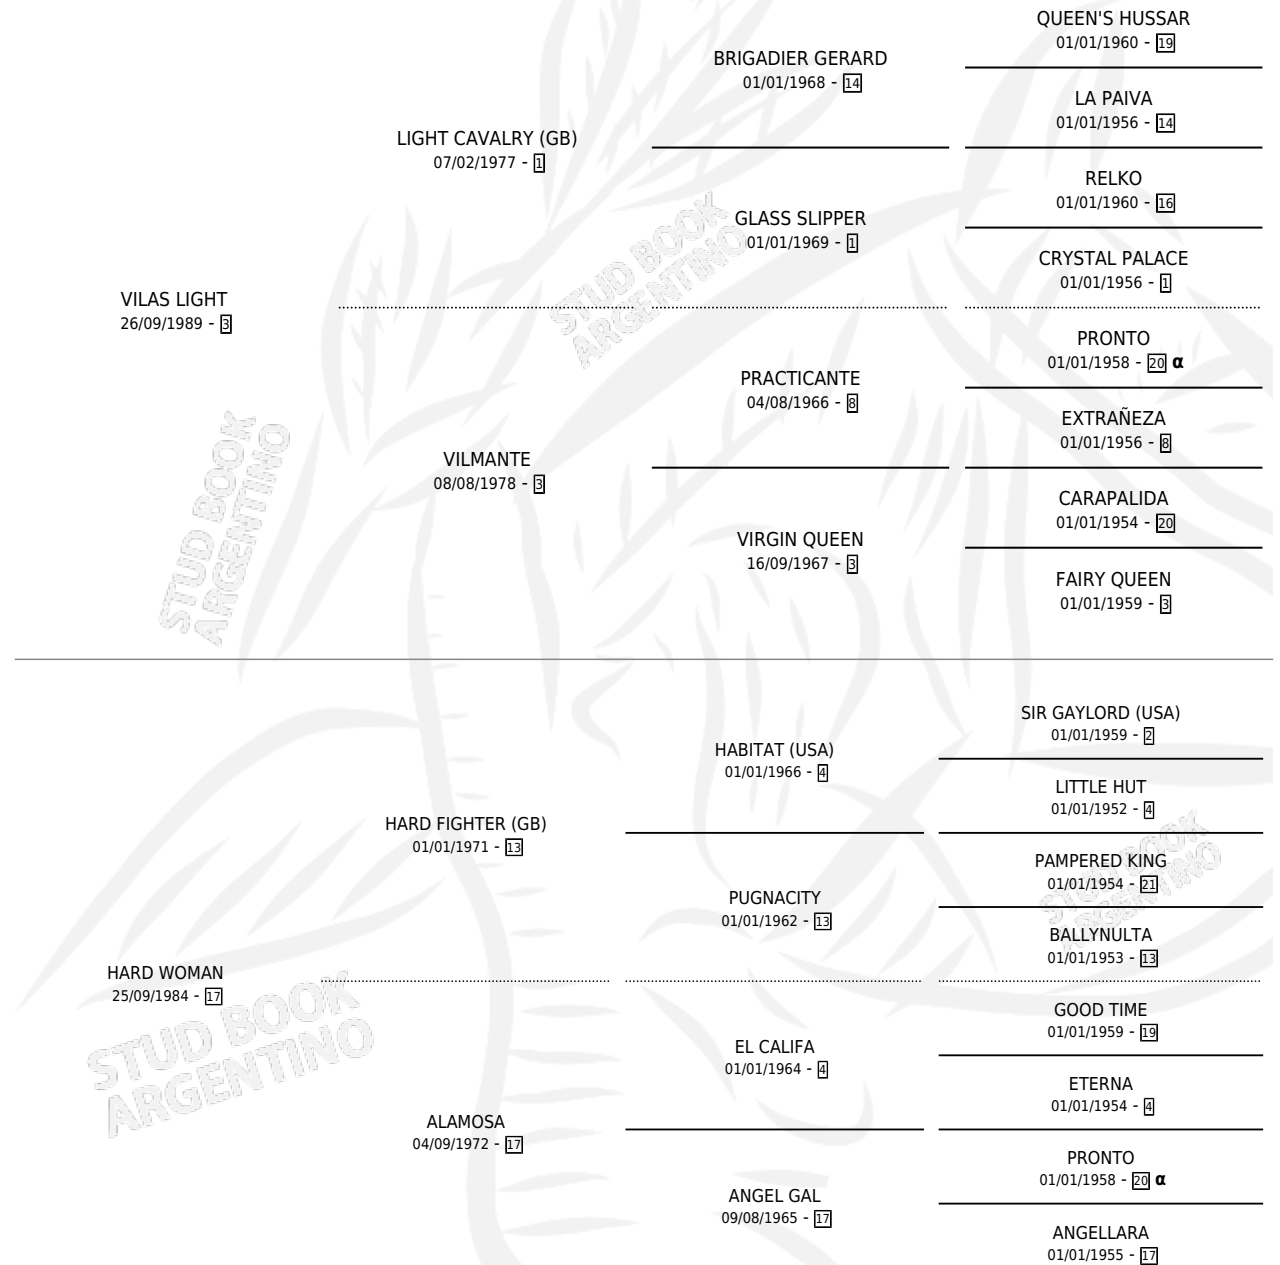 QUEEN'S HUSSAR
01/01/1960 - 19
BRIGADIER GERARD
01/01/1968 - 14
LA PAIVA
01/01/1956 - 14
LIGHT CAVALRY (GB)
07/02/1977 - 1
RELKO
01/01/1960 - 16
GLASS SLIPPER
01/01/1969 - 1
CRYSTAL PALACE
01/01/1956 - 1
VILAS LIGHT
26/09/1989 - 3
PRONTO
01/01/1958 - 20 α
PRACTICANTE
04/08/1966 - 8
EXTRAÑEZA
01/01/1956 - 8
VILMANTE
08/08/1978 - 3
CARAPALIDA
01/01/1954 - 20
VIRGIN QUEEN
16/09/1967 - 3
FAIRY QUEEN
01/01/1959 - 3
SIR GAYLORD (USA)
01/01/1959 - 2
HABITAT (USA)
01/01/1966 - 4
LITTLE HUT
01/01/1952 - 4
HARD FIGHTER (GB)
01/01/1971 - 13
PAMPERED KING
01/01/1954 - 21
PUGNACITY
01/01/1962 - 13
BALLYNULTA
01/01/1953 - 13
HARD WOMAN
25/09/1984 - 17
GOOD TIME
01/01/1959 - 19
EL CALIFA
01/01/1964 - 4
ETERNA
01/01/1954 - 4
ALAMOSA
04/09/1972 - 17
PRONTO
01/01/1958 - 20 α
ANGEL GAL
09/08/1965 - 17
ANGELLARA
01/01/1955 - 17
STUD BOOK
ARGENTINO
STUD BOOK
ARGENTINO
STUD BOOK
ARGENTINO
STUD BOOK
ARGENTINO